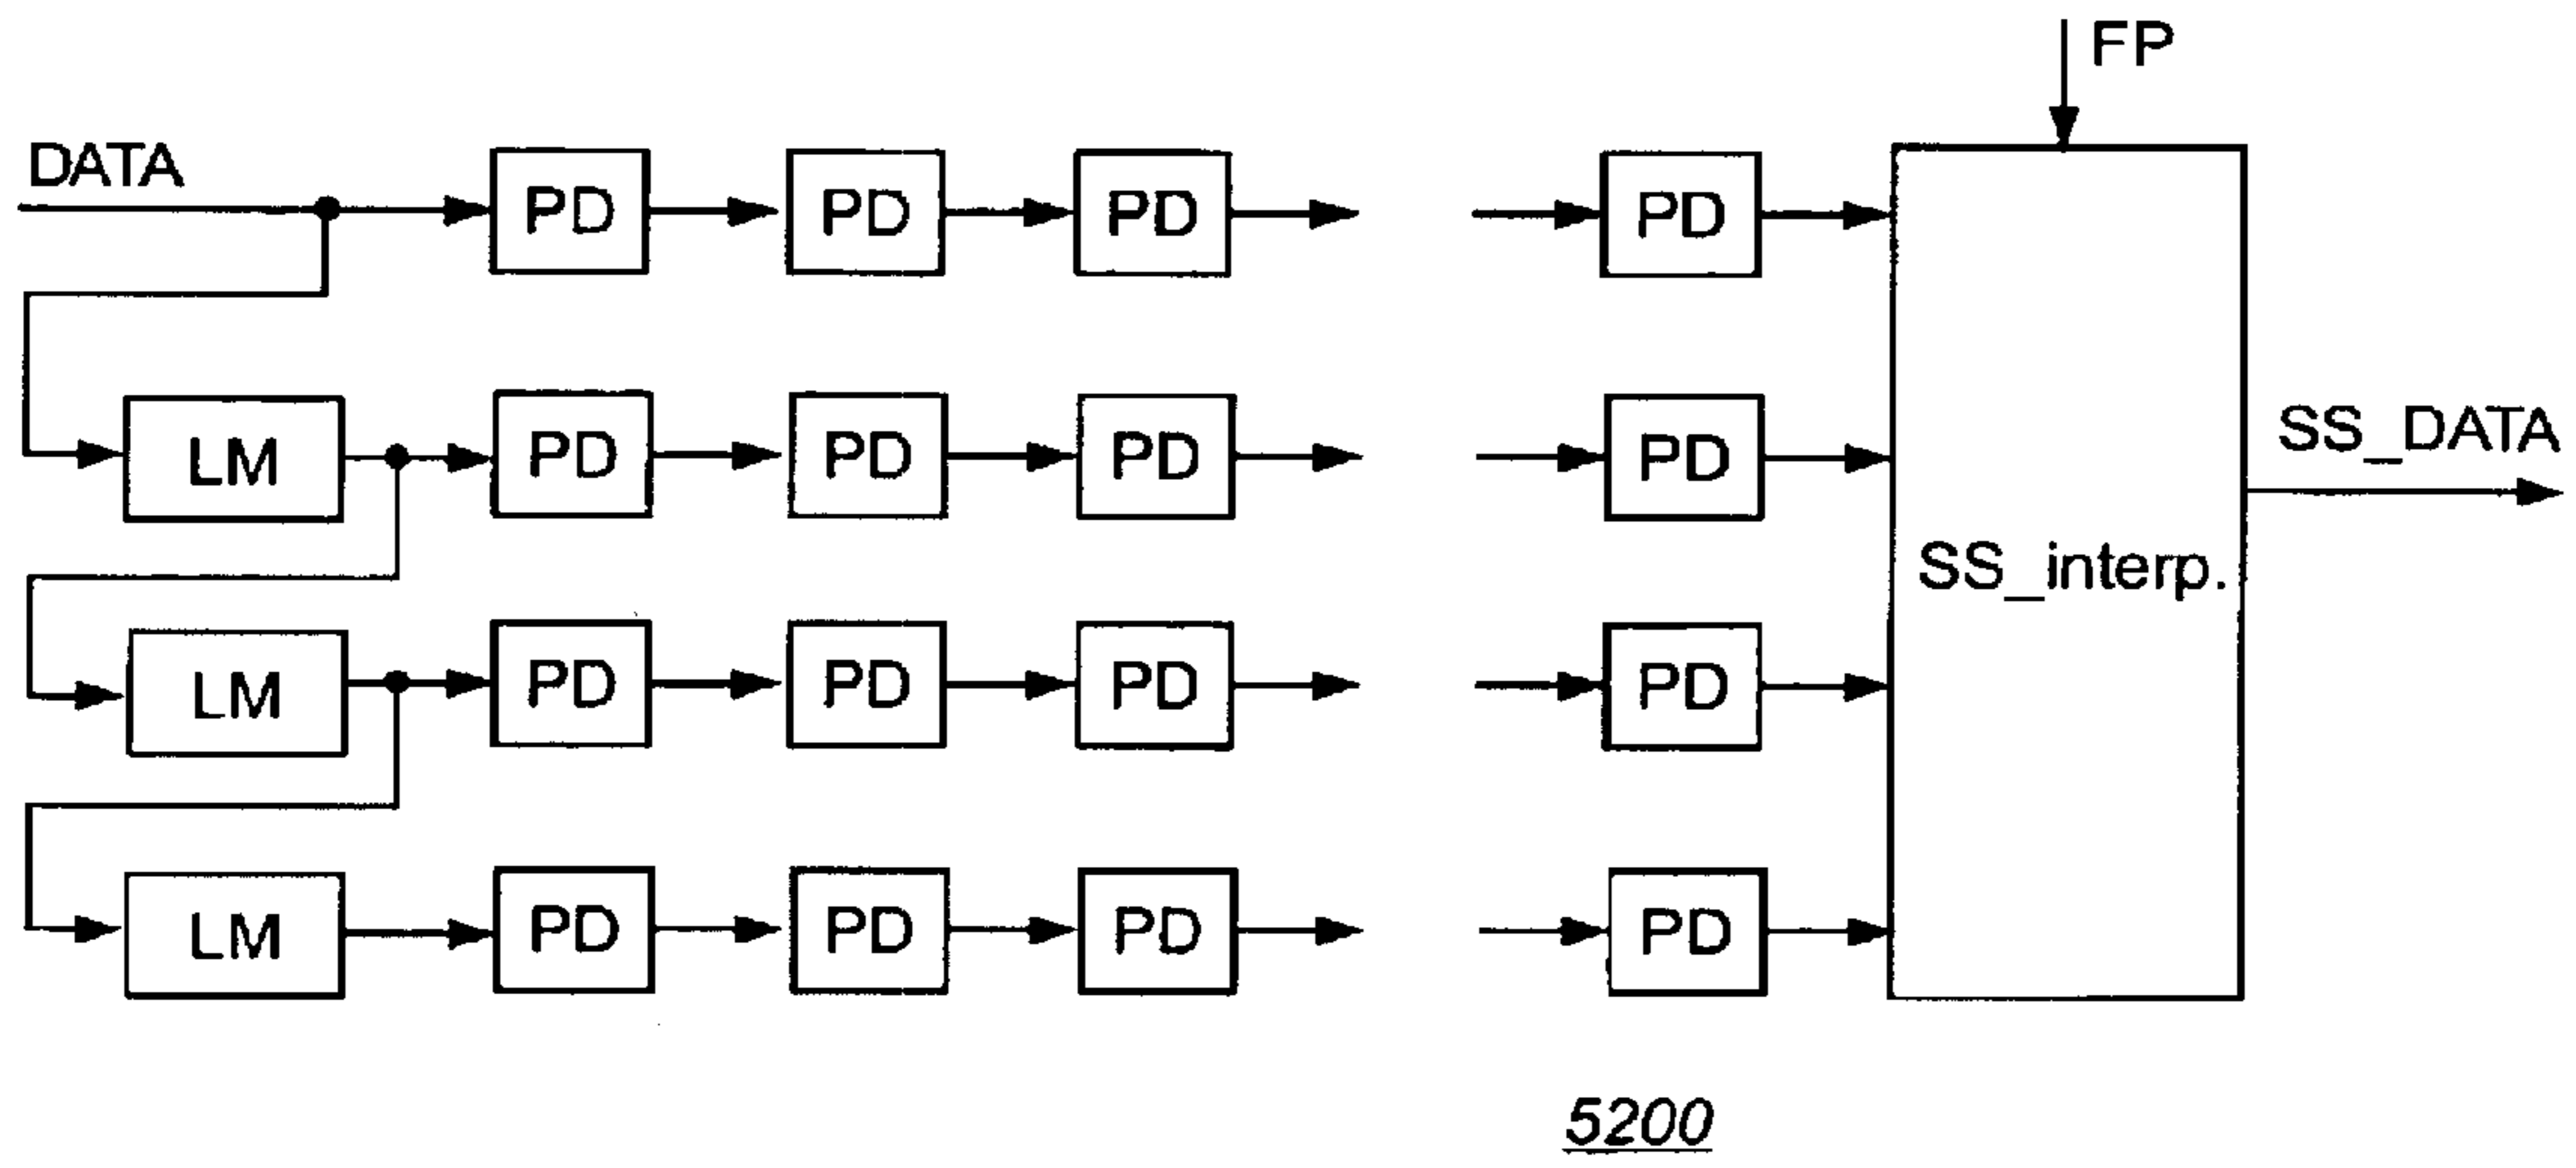 FP
DATA
PD PD PD PD
SS_DATA
LM PD PD PD PD
SS_interp.
LM PD PD PD PD
LM PD PD PD PD
5200